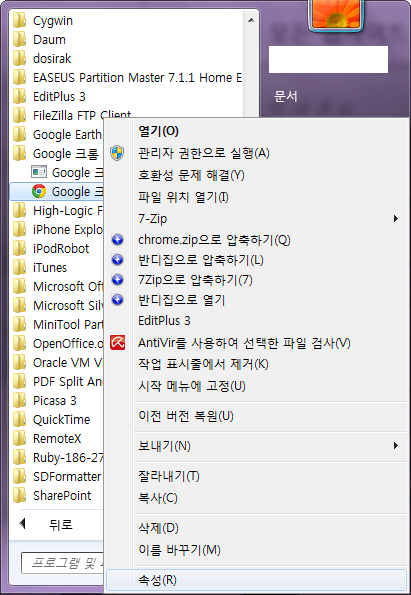 Cygwin
Daum
dosirak
EASEUS Partition Master 7.1.1 Home E
EditPlus 3
FileZilla FTP Client
Google Earth
Google 크롬
Google 크
Google 크
High-Logic F
iPhone Explo
iPodRobot
iTunes
Microsoft Off
Microsoft Silv
MiniTool Part
OpenOffice.o
Oracle VM V
PDF Split An
Picasa 3
QuickTime
RemoteX
Ruby-186-27
SDFormatter
SharePoint
뒤로
프로그램 및
문서
열기(O)
관리자 권한으로 실행(A)
호환성 문제 해결(Y)
파일 위치 열기(I)
7-Zip
chrome.zip으로 압축하기(Q)
반디집으로 압축하기(L)
7Zip으로 압축하기(7)
반디집으로 열기
EditPlus 3
AntiVir를 사용하여 선택한 파일 검사(V)
작업 표시줄에서 제거(K)
시작 메뉴에 고정(U)
이전 버전 복원(U)
보내기(N)
잘라내기(T)
복사(C)
삭제(D)
이름 바꾸기(M)
속성(R)